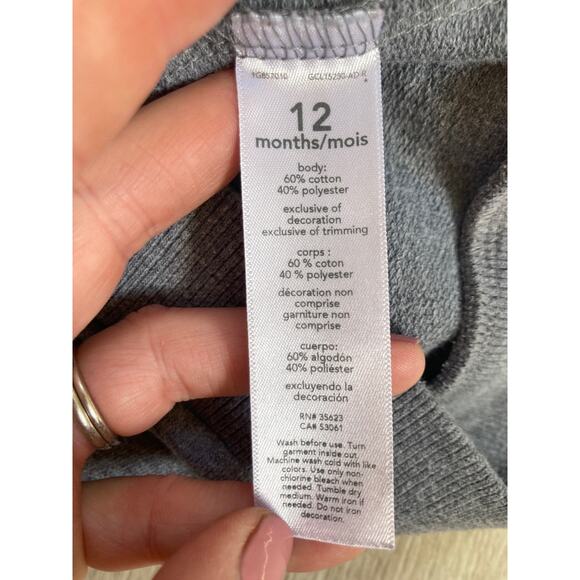 1G857010 GCL15250-AD-R
12
months/mois
body:
60% cotton
40% polyester
exclusive of
decoration
exclusive of trimming
corps :
60 % coton
40 % polyester
décoration non
comprise
garniture non
comprise
cuerpo:
60% algodón
40% poliéster
excluyendo la
decoración
RN# 35623
CA# 53061
Wash before use. Turn
garment inside out.
Machine wash cold with like
colors. Use only non-
chlorine bleach when
needed. Tumble dry
medium. Warm iron if
needed. Do not iron
decoration.